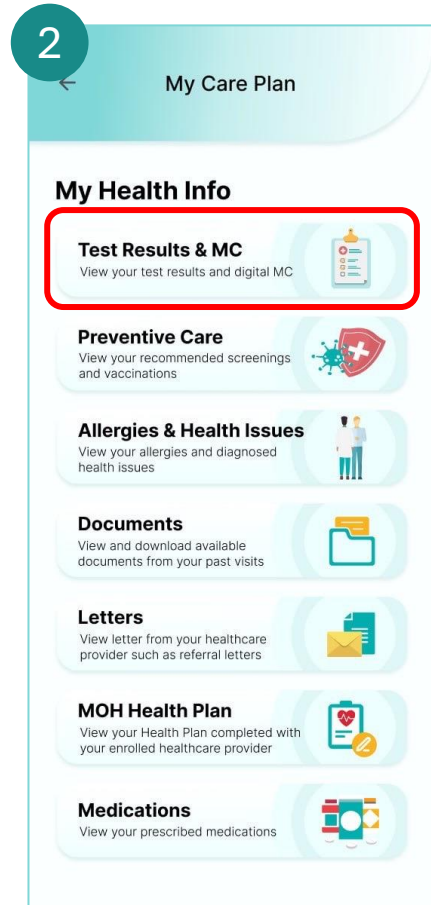 2
My Care Plan
My Health Info
Test Results & MC
View your test results and digital MC
Preventive Care
View your recommended screenings
and vaccinations
Allergies & Health Issues
View your allergies and diagnosed
health issues
Documents
View and download available
documents from your past visits
Letters
View letter from your healthcare
provider such as referral letters
MOH Health Plan
View your Health Plan completed with
your enrolled healthcare provider
Medications
View your prescribed medications